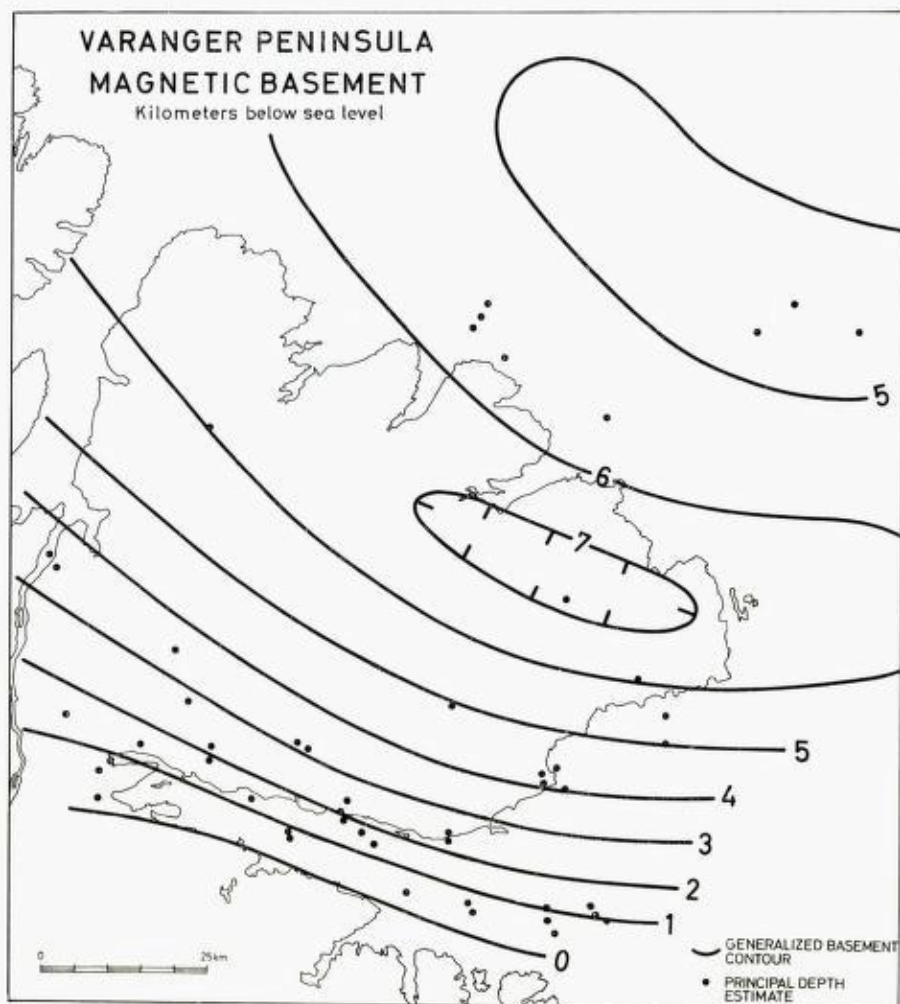 VARANGER PENINSULA
MAGNETIC BASEMENT
Kilometers below sea level
5
6
7
5
4
3
2
1
0
0 25km
GENERALIZED BASEMENT
CONTOUR
PRINCIPAL DEPTH
ESTIMATE